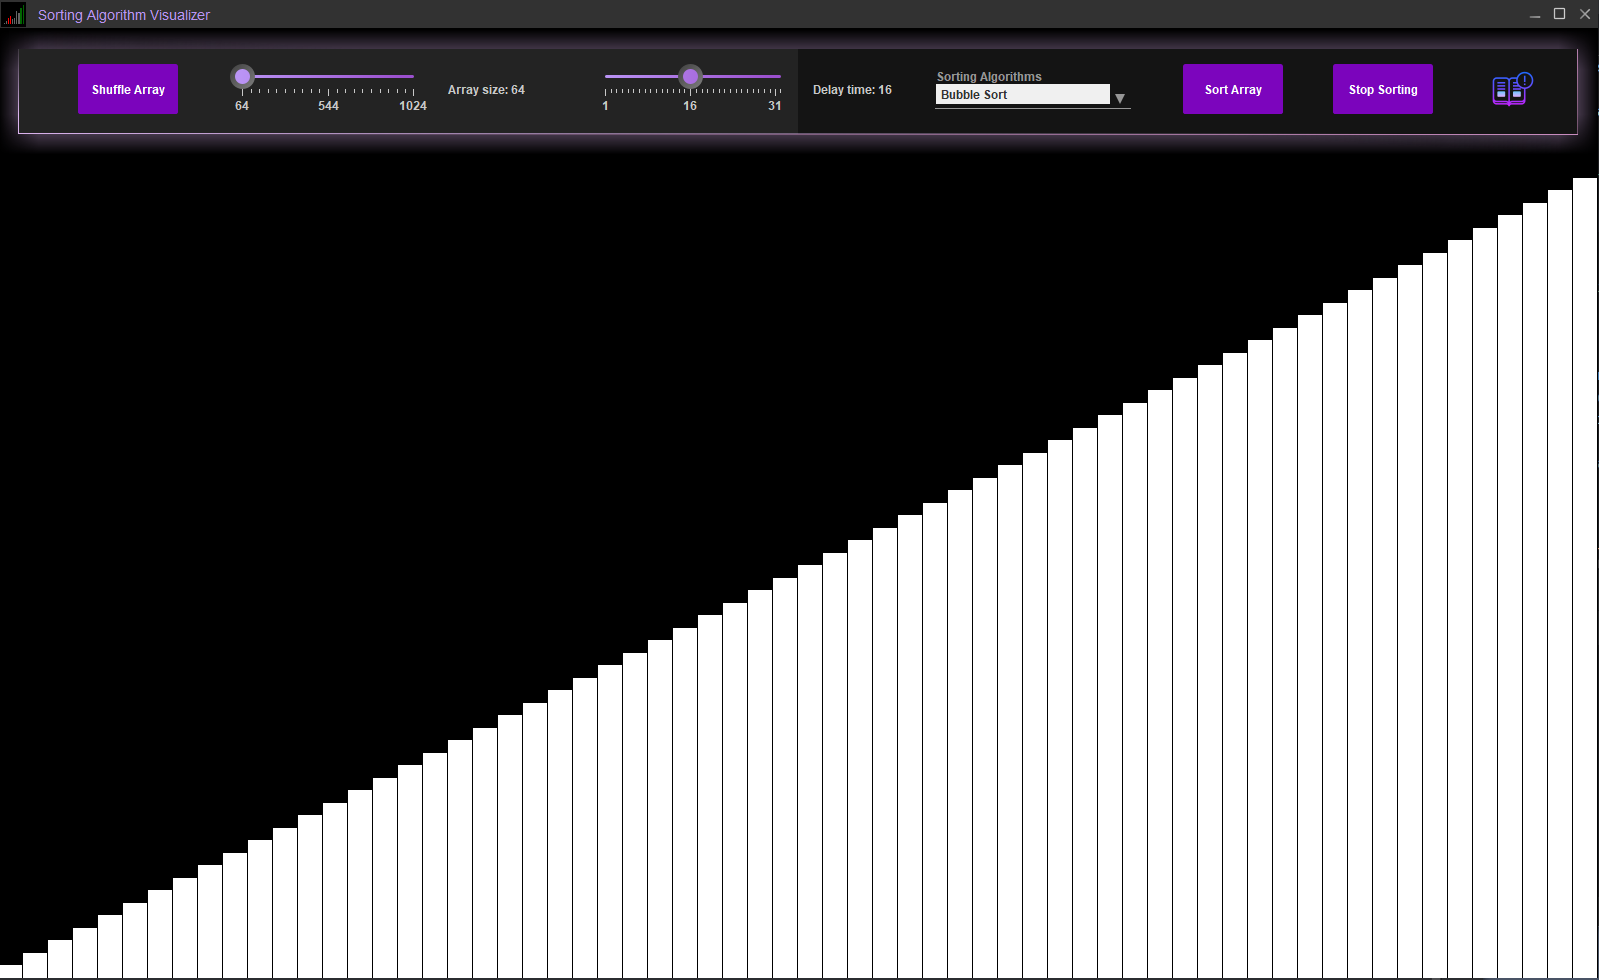 Sorting Algorithm Visualizer
Shuffle Array
64 544 1024
Array size: 64
1 16 31
Delay time: 16
Sorting Algorithms
Bubble Sort
Sort Array
Stop Sorting